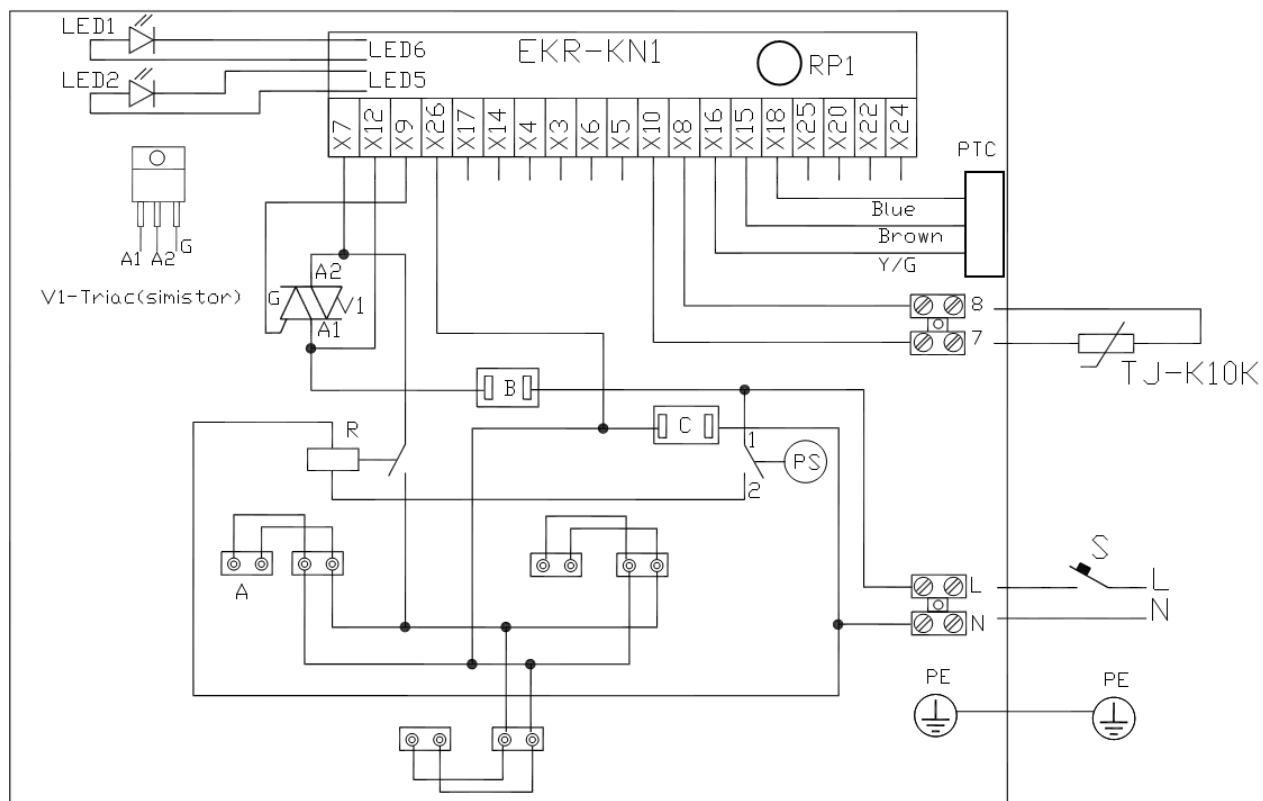 LED1
LED6
EKR-KN1
RP1
LED2
LED5
X7 X12 X9 X26 X17 X14 X4 X3 X6 X5 X10 X8 X16 X15 X18 X25 X20 X22 X24
PTC
Blue
Brown
Y/G
A1 A2 G
V1-Triac(simistor)
A2
G
V1
A1
8
7
TJ-K10K
B
R
C
1
PS
2
A
S
L
L
N
N
PE
PE